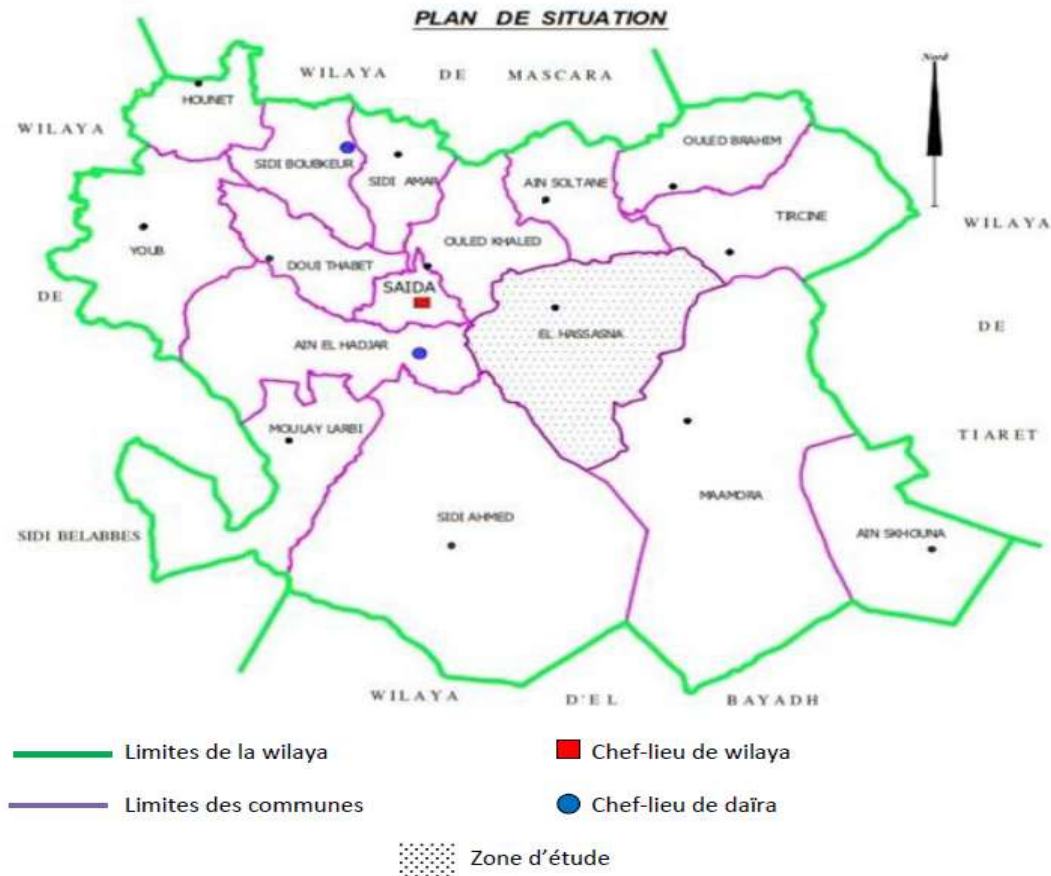 PLAN DE SITUATION
Nord
WILAYA DE MASCARA
HOUNET
WILAYA
OULED BRAHIM
SIDI BOUBKEUR
SIDI AMAR
AIN SOLTANE
TIRCINE
WILAYA
YOUB
OULED KHALED
DOUI THABET
SAIDA
DE
DE
EL HASSASNA
AIN EL HADJAR
MOULAY LARBI
TIARET
MAAMORA
SIDI AHMED
SIDI BELABBES
AIN SKHOUNA
WILAYA D'EL BAYADH
Limites de la wilaya
Chef-lieu de wilaya
Limites des communes
Chef-lieu de daïra
Zone d'étude